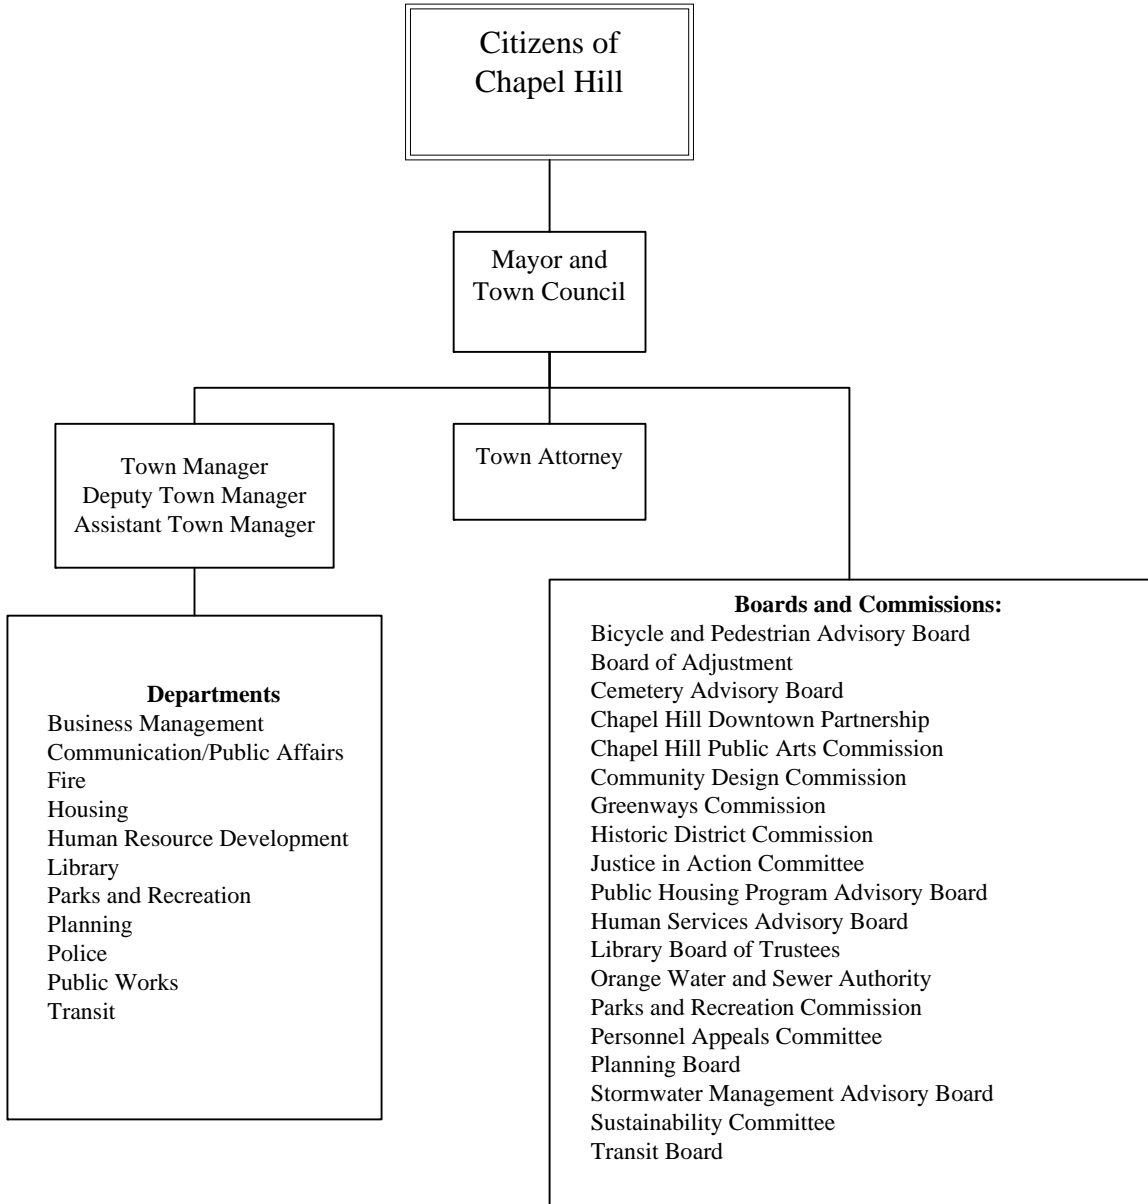 Citizens of
Chapel Hill
Mayor and
Town Council
Town Manager
Deputy Town Manager
Assistant Town Manager
Town Attorney
Departments
Business Management
Communication/Public Affairs
Fire
Housing
Human Resource Development
Library
Parks and Recreation
Planning
Police
Public Works
Transit
Boards and Commissions:
Bicycle and Pedestrian Advisory Board
Board of Adjustment
Cemetery Advisory Board
Chapel Hill Downtown Partnership
Chapel Hill Public Arts Commission
Community Design Commission
Greenways Commission
Historic District Commission
Justice in Action Committee
Public Housing Program Advisory Board
Human Services Advisory Board
Library Board of Trustees
Orange Water and Sewer Authority
Parks and Recreation Commission
Personnel Appeals Committee
Planning Board
Stormwater Management Advisory Board
Sustainability Committee
Transit Board